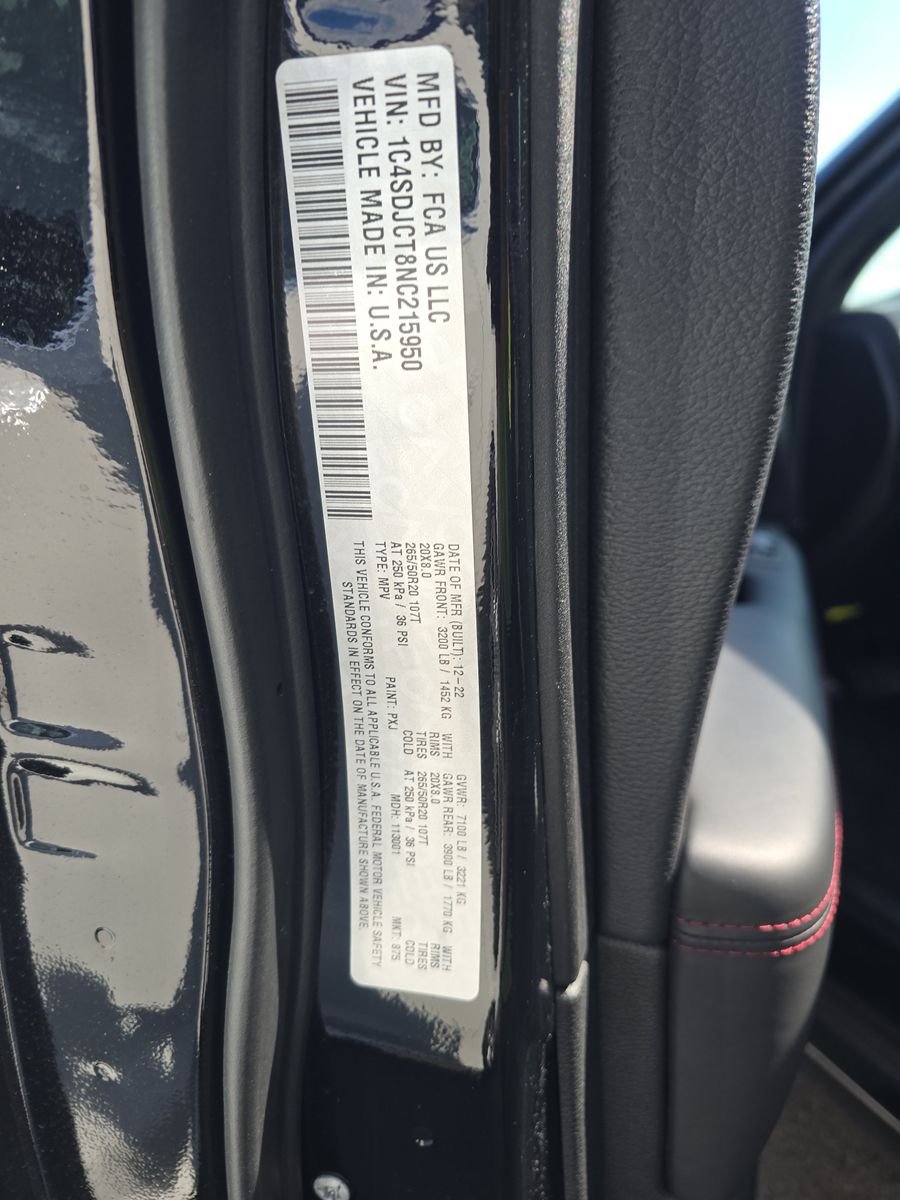 MFD BY: FCA US LLC
VIN: 1C4SDJCT8NC215950
VEHICLE MADE IN: U.S.A.
DATE OF MFR (BUILT): 12-22 GVWR: 7100 LB / 3221 KG
GAWR FRONT: 3200 LB / 1452 KG WITH GAWR REAR: 3900 LB / 1770 KG WITH
20X8.0 RIMS 20X8.0 RIMS
265/50R20 107T TIRES 265/50R20 107T TIRES
AT 250 kPa / 36 PSI COLD AT 250 kPa / 36 PSI COLD
TYPE: MPV PAINT: PXJ MDH: 113001 MKT: 875
THIS VEHICLE CONFORMS TO ALL APPLICABLE U.S.A. FEDERAL MOTOR VEHICLE SAFETY
STANDARDS IN EFFECT ON THE DATE OF MANUFACTURE SHOWN ABOVE.